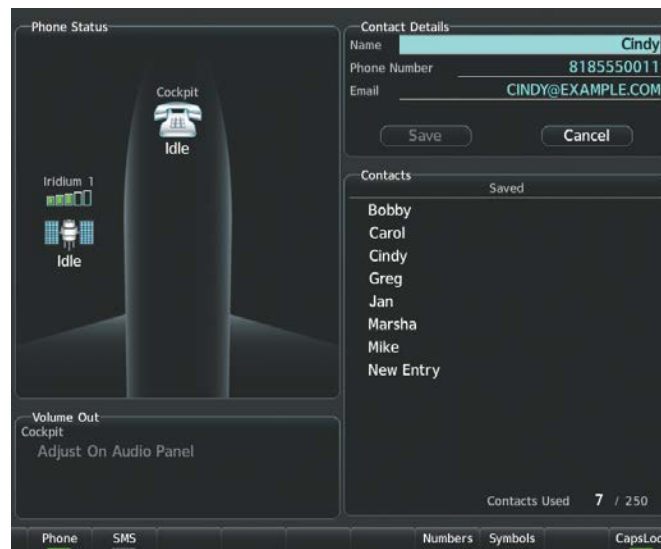 Phone Status
Cockpit
Idle
Iridium 1
Idle
Volume Out
Cockpit
Adjust On Audio Panel
Contact Details
Name Cindy
Phone Number 8185550011
Email CINDY@EXAMPLE.COM
Save Cancel
Contacts
Saved
Bobby
Carol
Cindy
Greg
Jan
Marsha
Mike
New Entry
Contacts Used 7 / 250
Phone SMS Numbers Symbols CapsLoc